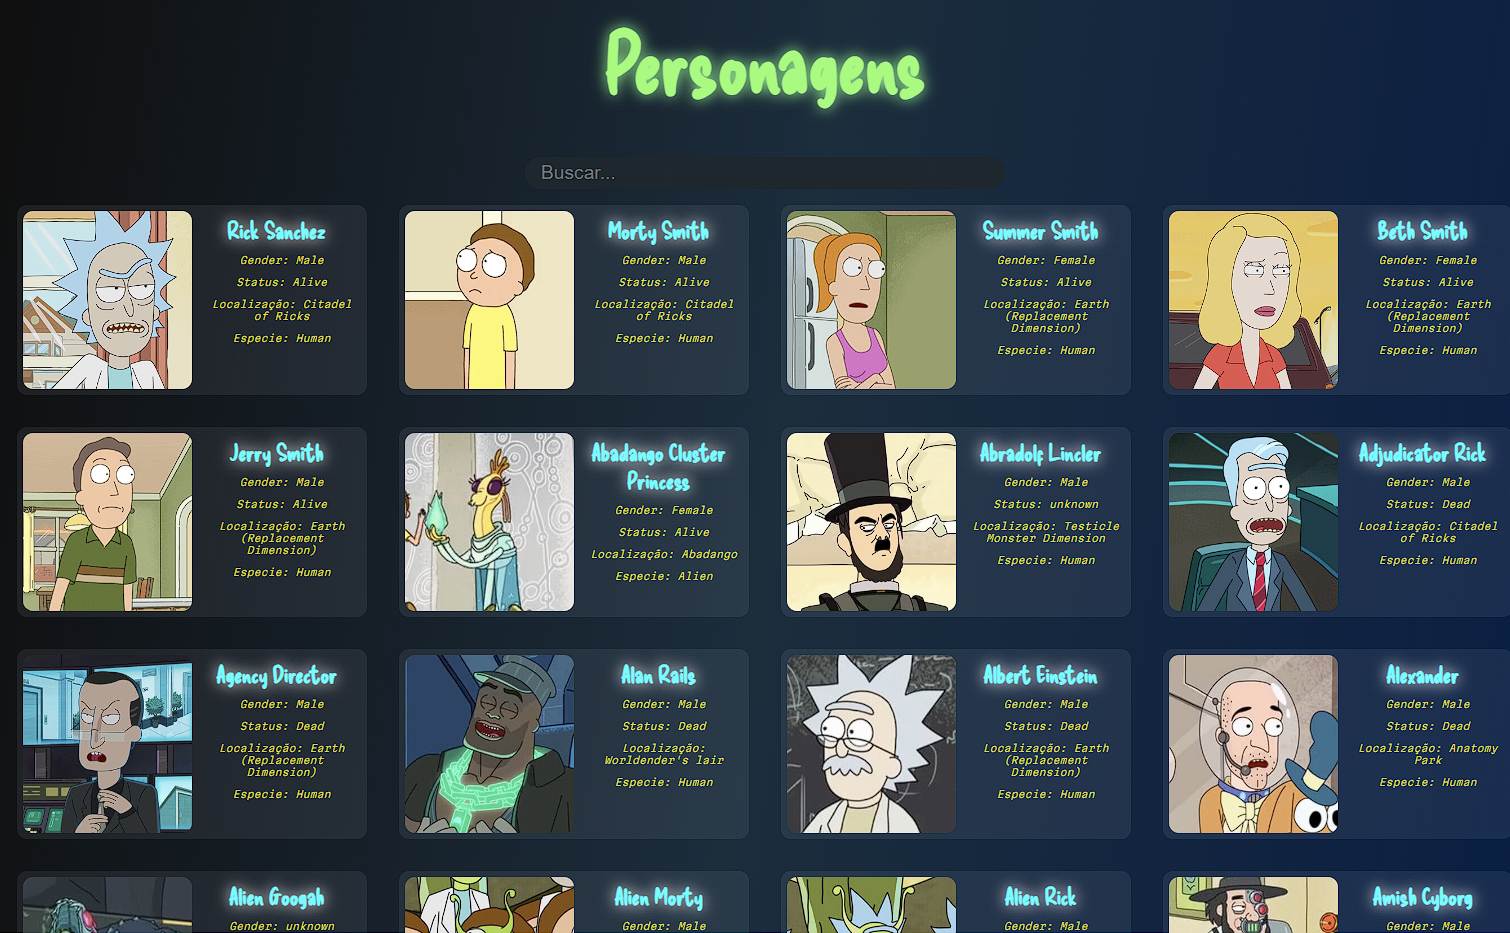 Personagens
Buscar...
Rick Sanchez
Gender: Male
Status: Alive
Localização: Citadel
of Ricks
Especie: Human
Morty Smith
Gender: Male
Status: Alive
Localização: Citadel
of Ricks
Especie: Human
Summer Smith
Gender: Female
Status: Alive
Localização: Earth
(Replacement
Dimension)
Especie: Human
Beth Smith
Gender: Female
Status: Alive
Localização: Earth
(Replacement
Dimension)
Especie: Human
Jerry Smith
Gender: Male
Status: Alive
Localização: Earth
(Replacement
Dimension)
Especie: Human
Abadango Cluster
Princess
Gender: Female
Status: Alive
Localização: Abadango
Especie: Alien
Abradolf Lincler
Gender: Male
Status: unknown
Localização: Testicle
Monster Dimension
Especie: Human
Adjudicator Rick
Gender: Male
Status: Dead
Localização: Citadel
of Ricks
Especie: Human
Agency Director
Gender: Male
Status: Dead
Localização: Earth
(Replacement
Dimension)
Especie: Human
Alan Rails
Gender: Male
Status: Dead
Localização:
Worldender's lair
Especie: Human
Albert Einstein
Gender: Male
Status: Dead
Localização: Earth
(Replacement
Dimension)
Especie: Human
Alexander
Gender: Male
Status: Dead
Localização: Anatomy
Park
Especie: Human
Alien Googah
Gender: unknown
Alien Morty
Gender: Male
Alien Rick
Gender: Male
Amish Cyborg
Gender: Male